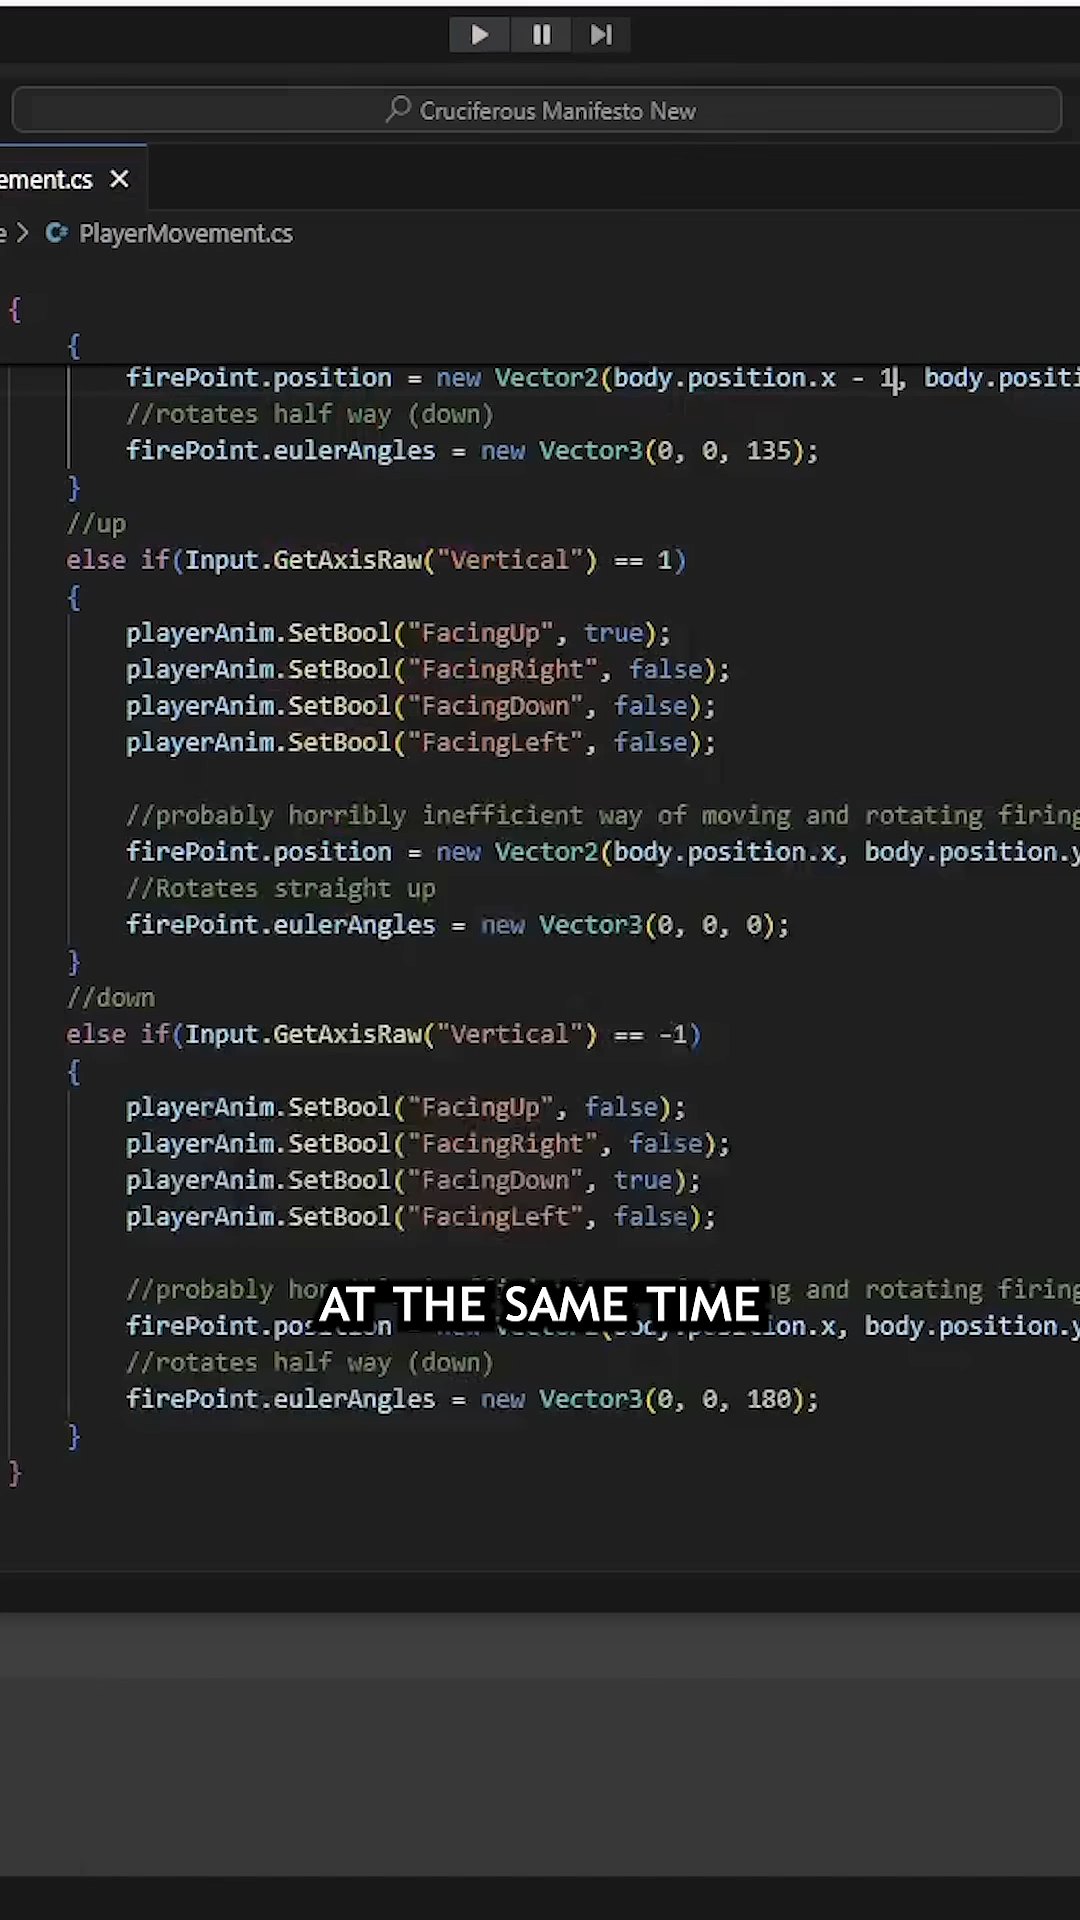 Cruciferous Manifesto New
ement.cs
e > PlayerMovement.cs
{
{
firePoint.position = new Vector2(body.position.x - 1, body.positi
//rotates half way (down)
firePoint.eulerAngles = new Vector3(0, 0, 135);
}
//up
else if(Input.GetAxisRaw("Vertical") == 1)
{
playerAnim.SetBool("FacingUp", true);
playerAnim.SetBool("FacingRight", false);
playerAnim.SetBool("FacingDown", false);
playerAnim.SetBool("FacingLeft", false);
//probably horribly inefficient way of moving and rotating firing
firePoint.position = new Vector2(body.position.x, body.position.y
//Rotates straight up
firePoint.eulerAngles = new Vector3(0, 0, 0);
}
//down
else if(Input.GetAxisRaw("Vertical") == -1)
{
playerAnim.SetBool("FacingUp", false);
playerAnim.SetBool("FacingRight", false);
playerAnim.SetBool("FacingDown", true);
playerAnim.SetBool("FacingLeft", false);
//probably and rotating firing
AT THE SAME TIME
firePoint.position = new Vector2(body.position.x, body.position.y
//rotates half way (down)
firePoint.eulerAngles = new Vector3(0, 0, 180);
}
}